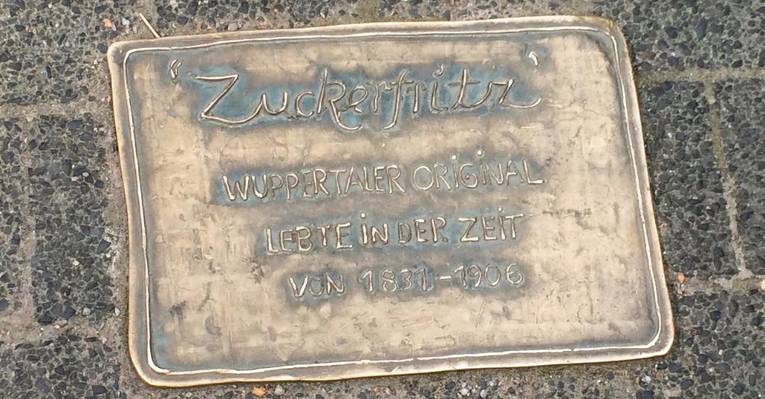 "Zuckerfritz"
WUPPERTALER ORIGINAL
LEBTE IN DER ZEIT
VON 1831-1906